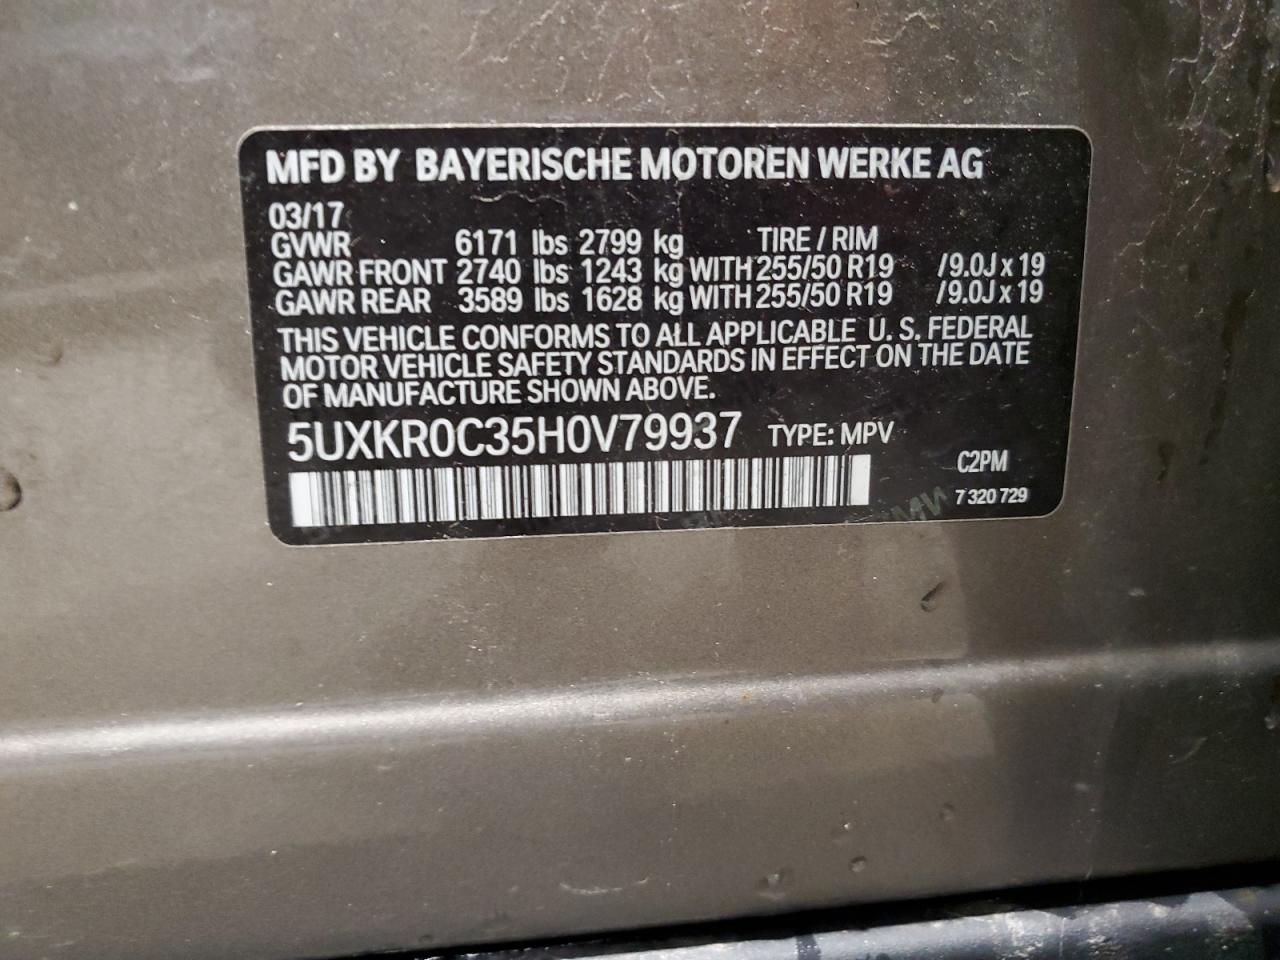 MFD BY BAYERISCHE MOTOREN WERKE AG
03/17
GVWR 6171 lbs 2799 kg TIRE / RIM
GAWR FRONT 2740 lbs 1243 kg WITH 255/50 R19 /9.0J x 19
GAWR REAR 3589 lbs 1628 kg WITH 255/50 R19 /9.0J x 19
THIS VEHICLE CONFORMS TO ALL APPLICABLE U. S. FEDERAL
MOTOR VEHICLE SAFETY STANDARDS IN EFFECT ON THE DATE
OF MANUFACTURE SHOWN ABOVE.
5UXKR0C35H0V79937 TYPE: MPV
C2PM
7 320 729